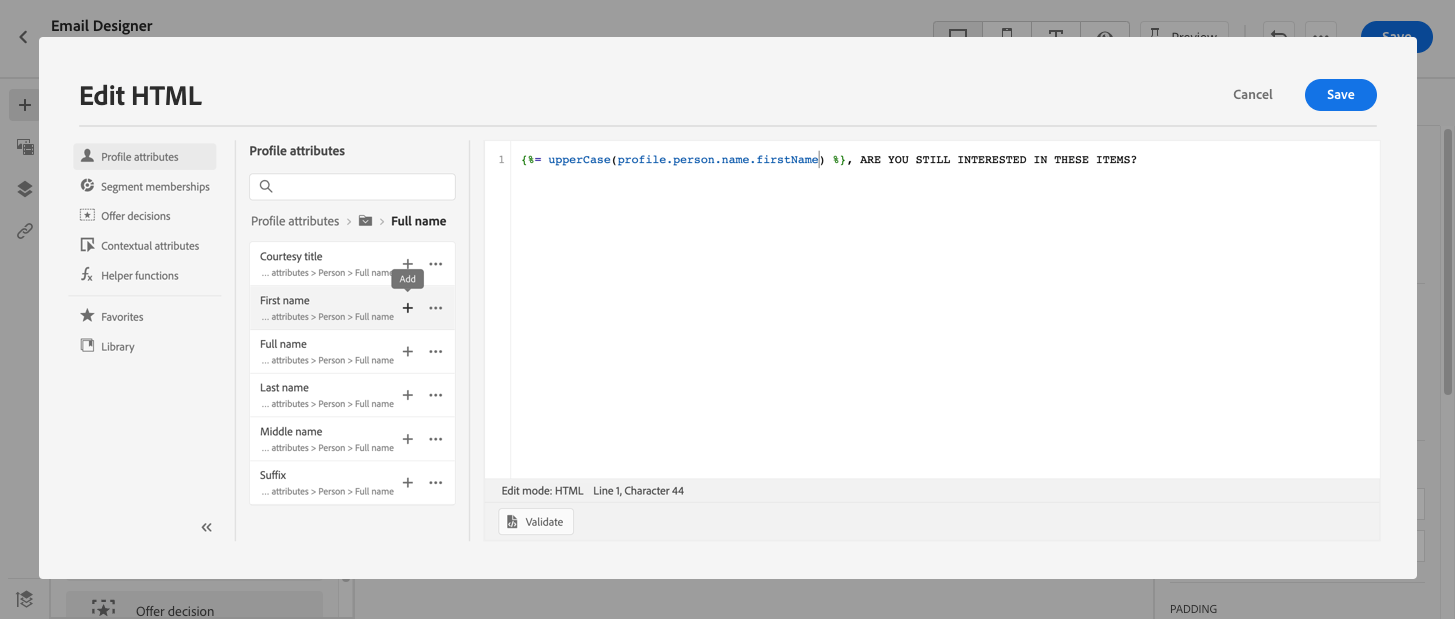 Email Designer
Preview
Save
Edit HTML
Cancel
Save
Profile attributes
Segment memberships
Offer decisions
Contextual attributes
Helper functions
Favorites
Library
Profile attributes
Profile attributes > > Full name
Courtesy title
... attributes > Person > Full name
Add
First name
... attributes > Person > Full name
Full name
... attributes > Person > Full name
Last name
... attributes > Person > Full name
Middle name
... attributes > Person > Full name
Suffix
... attributes > Person > Full name
1 {%= upperCase(profile.person.name.firstName) %}, ARE YOU STILL INTERESTED IN THESE ITEMS?
Edit mode: HTML Line 1, Character 44
Validate
Offer decision
PADDING